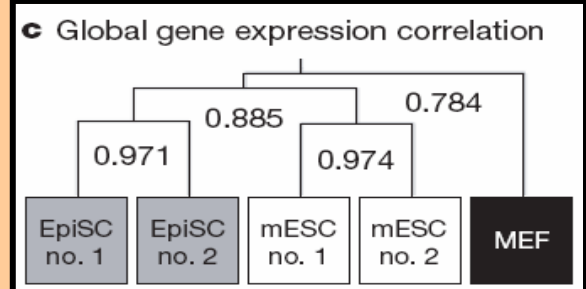 c Global gene expression correlation
0.784
0.885
0.971
0.974
EpiSC
no. 1
EpiSC
no. 2
mESC
no. 1
mESC
no. 2
MEF